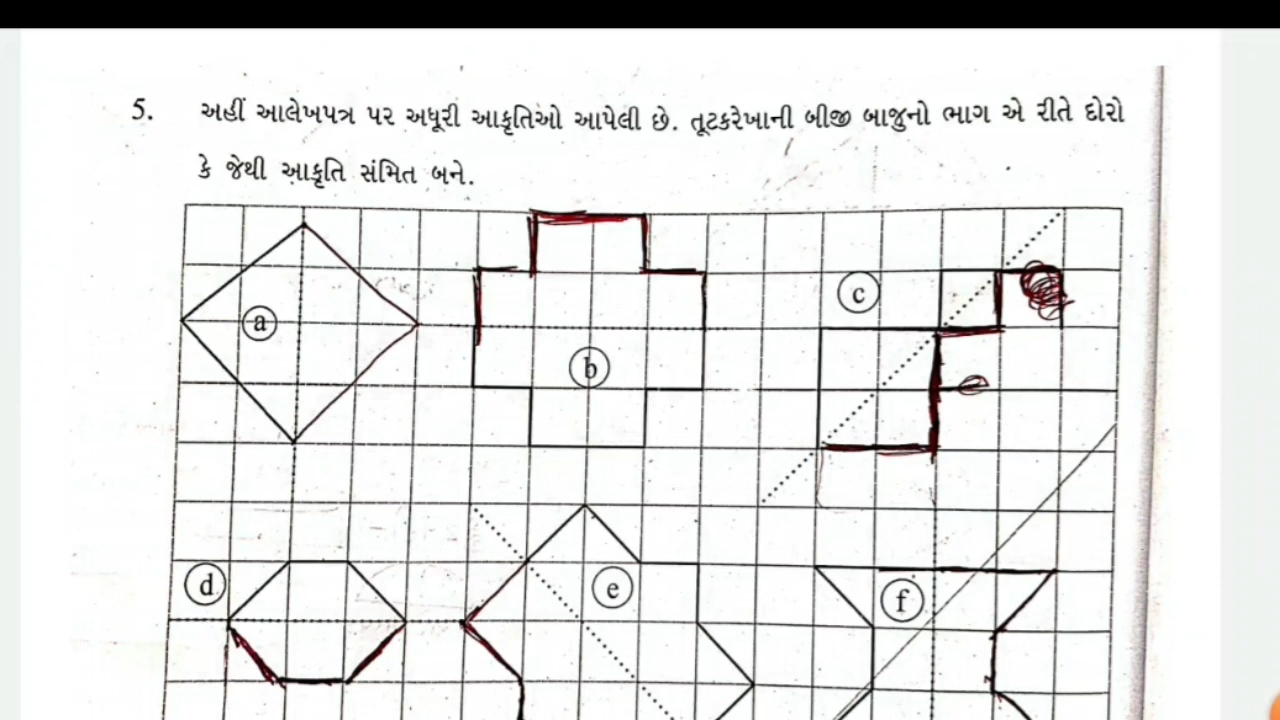 5. અહીં આલેખપત્ર પર અધૂરી આકૃતિઓ આપેલી છે. તૂટકરેખાની બીજી બાજુનો ભાગ એ રીતે દોરો
કે જેથી આકૃતિ સંમિત બને.
a
b
c
d
e
f